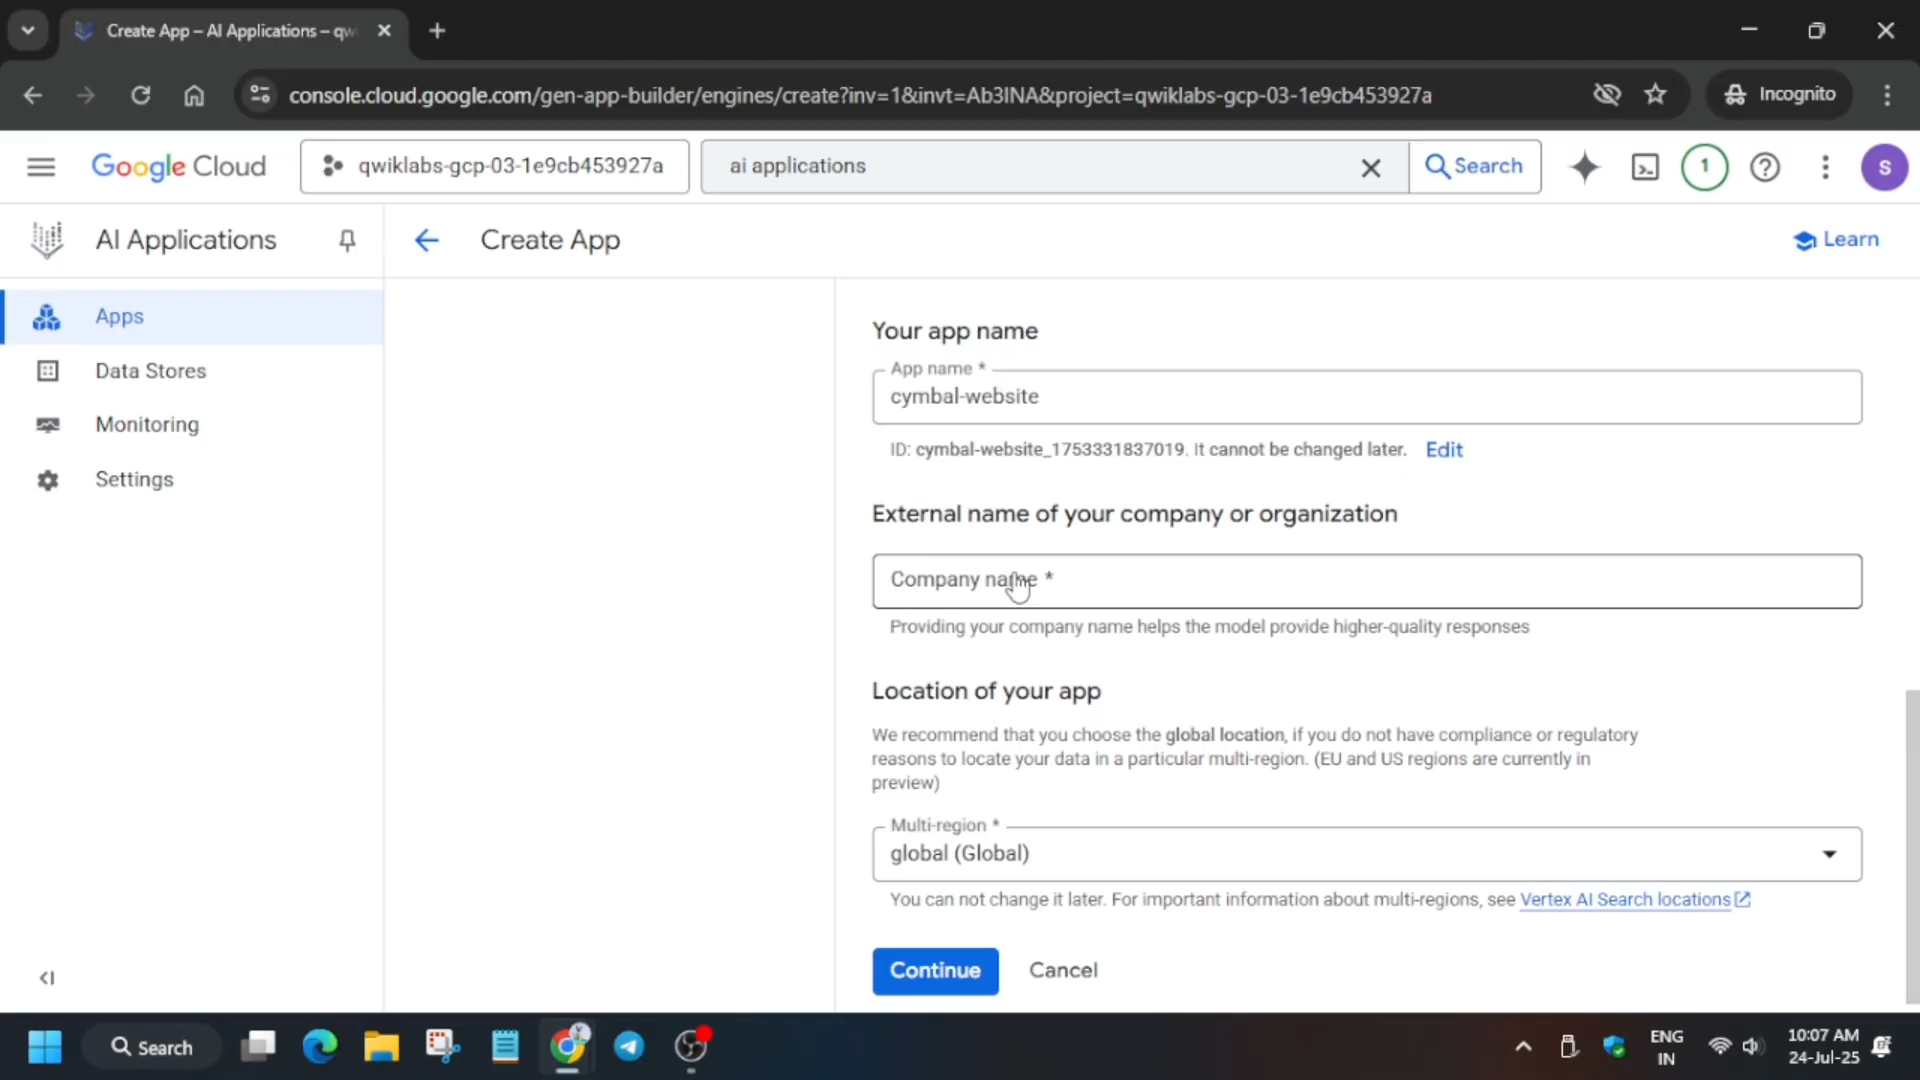 Create App – AI Applications – qw
console.cloud.google.com/gen-app-builder/engines/create?inv=1&invt=Ab3INA&project=qwiklabs-gcp-03-1e9cb453927a
Incognito
Google Cloud
qwiklabs-gcp-03-1e9cb453927a
ai applications
Search
1
S
AI Applications
Create App
Learn
Apps
Data Stores
Monitoring
Settings
Your app name
App name *
cymbal-website
ID: cymbal-website_1753331837019. It cannot be changed later. Edit
External name of your company or organization
Company name *
Providing your company name helps the model provide higher-quality responses
Location of your app
We recommend that you choose the global location, if you do not have compliance or regulatory
reasons to locate your data in a particular multi-region. (EU and US regions are currently in
preview)
Multi-region *
global (Global)
You can not change it later. For important information about multi-regions, see Vertex AI Search locations
Continue
Cancel
Search
ENG
IN
10:07 AM
24-Jul-25